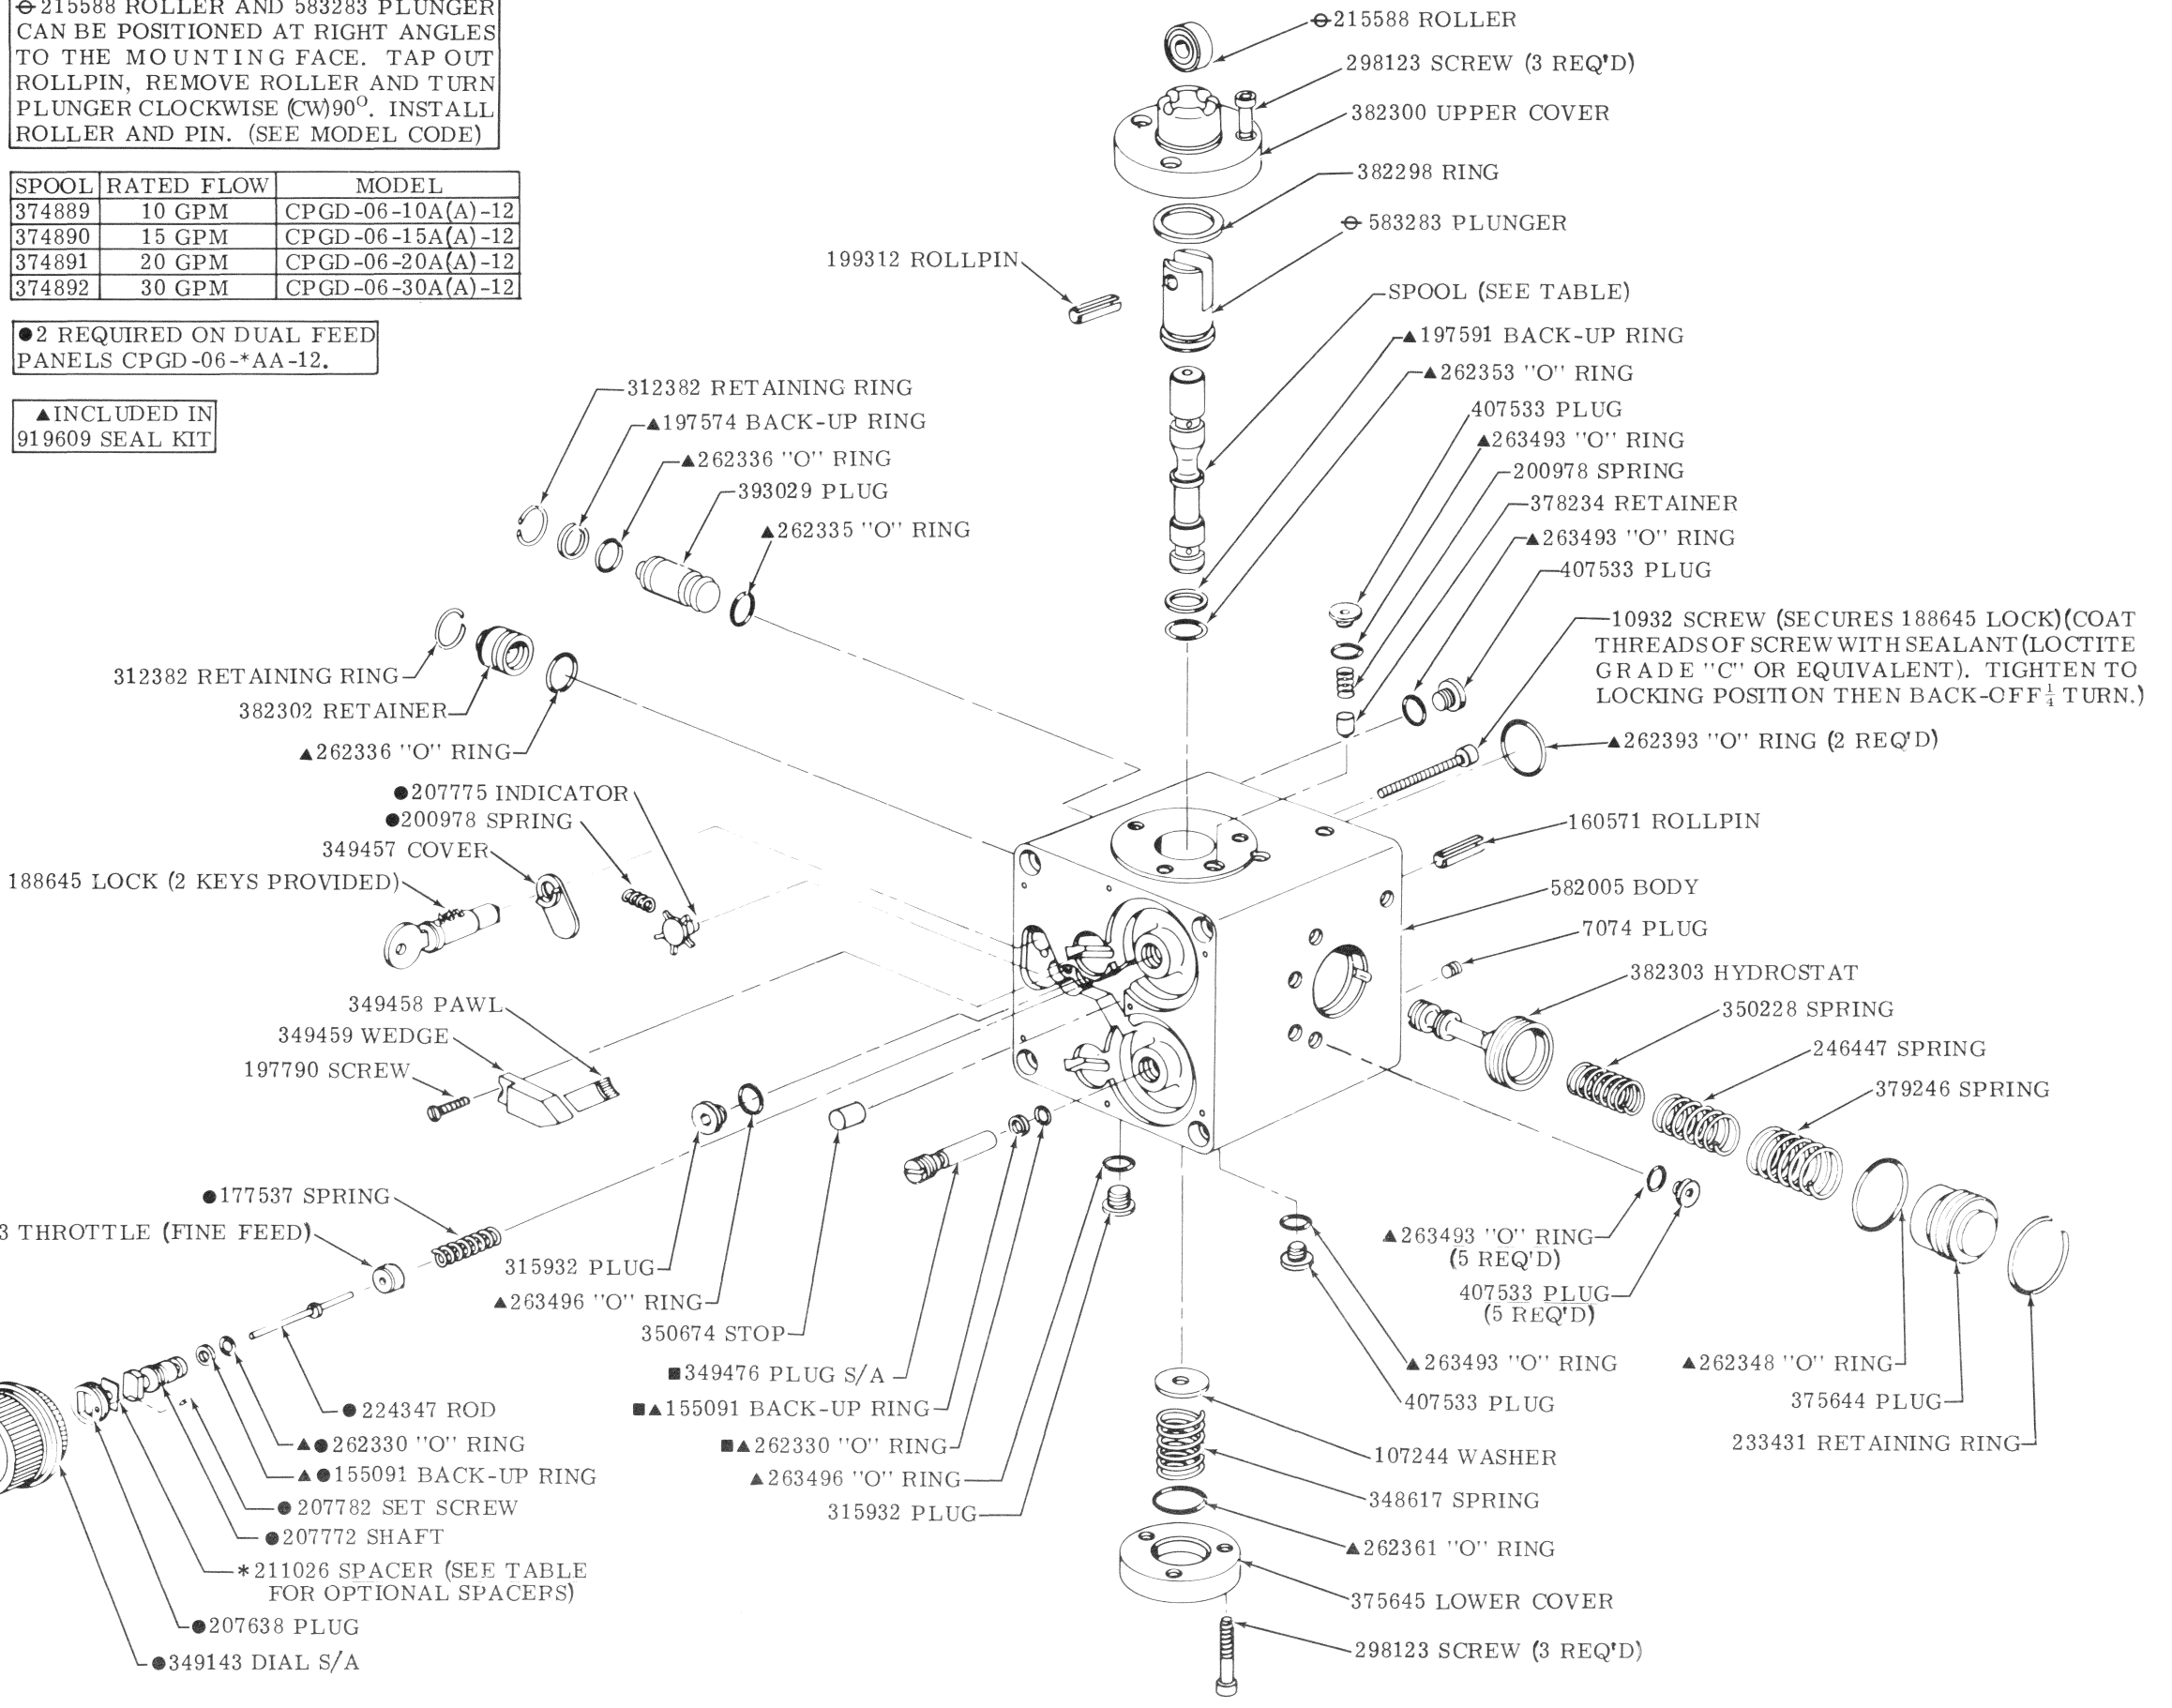 ⊖215588 ROLLER AND 583283 PLUNGER
CAN BE POSITIONED AT RIGHT ANGLES
TO THE MOUNTING FACE. TAP OUT
ROLLPIN, REMOVE ROLLER AND TURN
PLUNGER CLOCKWISE (CW)90°. INSTALL
ROLLER AND PIN. (SEE MODEL CODE)
SPOOL RATED FLOW MODEL
374889 10 GPM CPGD-06-10A(A)-12
374890 15 GPM CPGD-06-15A(A)-12
374891 20 GPM CPGD-06-20A(A)-12
374892 30 GPM CPGD-06-30A(A)-12
●2 REQUIRED ON DUAL FEED
PANELS CPGD-06-*AA-12.
▲INCLUDED IN
919609 SEAL KIT
⊖215588 ROLLER
298123 SCREW (3 REQ'D)
382300 UPPER COVER
382298 RING
⊖ 583283 PLUNGER
199312 ROLLPIN
SPOOL (SEE TABLE)
▲197591 BACK-UP RING
▲262353 "O" RING
407533 PLUG
▲263493 "O" RING
200978 SPRING
378234 RETAINER
▲263493 "O" RING
407533 PLUG
312382 RETAINING RING
▲197574 BACK-UP RING
▲262336 "O" RING
393029 PLUG
▲262335 "O" RING
10932 SCREW (SECURES 188645 LOCK)(COAT
THREADS OF SCREW WITH SEALANT (LOCTITE
GRADE "C" OR EQUIVALENT). TIGHTEN TO
LOCKING POSITION THEN BACK-OFF ¼ TURN.)
▲262393 "O" RING (2 REQ'D)
312382 RETAINING RING
382302 RETAINER
▲262336 "O" RING
●207775 INDICATOR
●200978 SPRING
349457 COVER
188645 LOCK (2 KEYS PROVIDED)
160571 ROLLPIN
582005 BODY
7074 PLUG
382303 HYDROSTAT
350228 SPRING
246447 SPRING
379246 SPRING
349458 PAWL
349459 WEDGE
197790 SCREW
●177537 SPRING
3 THROTTLE (FINE FEED)
315932 PLUG
▲263496 "O" RING
350674 STOP
■349476 PLUG S/A
■▲155091 BACK-UP RING
■▲262330 "O" RING
▲263496 "O" RING
315932 PLUG
▲263493 "O" RING
(5 REQ'D)
407533 PLUG
(5 REQ'D)
▲263493 "O" RING
407533 PLUG
▲262348 "O" RING
375644 PLUG
233431 RETAINING RING
●224347 ROD
▲●262330 "O" RING
▲●155091 BACK-UP RING
●207782 SET SCREW
●207772 SHAFT
*211026 SPACER (SEE TABLE
FOR OPTIONAL SPACERS)
●207638 PLUG
●349143 DIAL S/A
107244 WASHER
348617 SPRING
▲262361 "O" RING
375645 LOWER COVER
298123 SCREW (3 REQ'D)